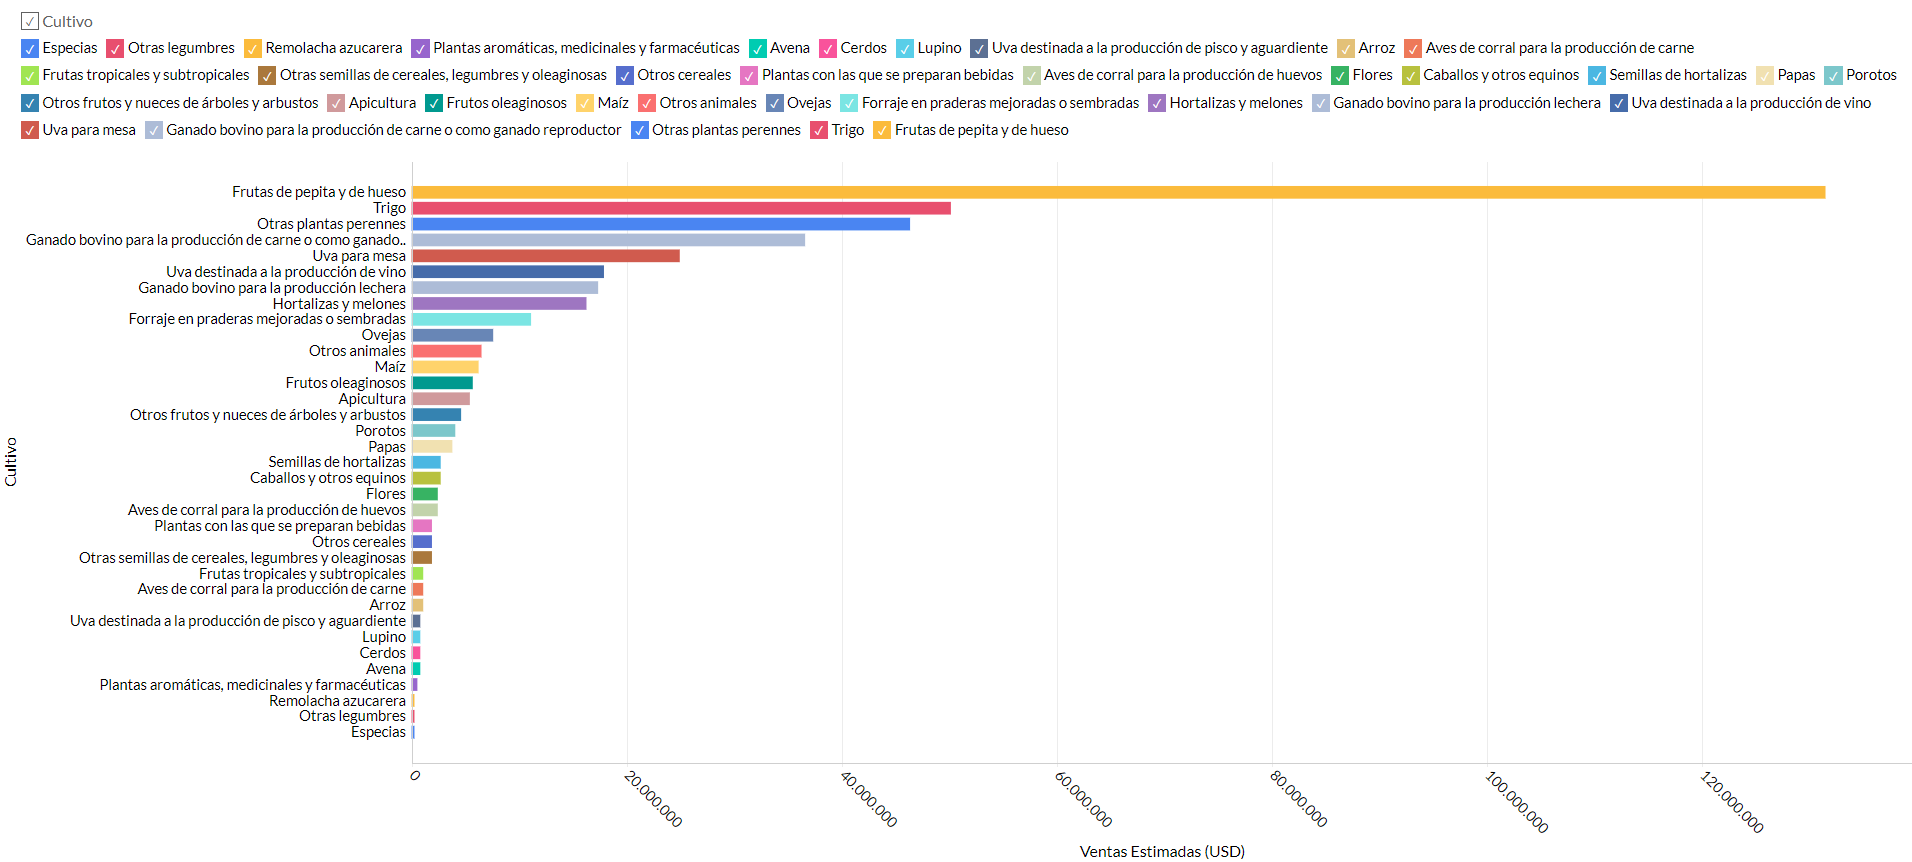 Cultivo
Especias Otras legumbres Remolacha azucarera Plantas aromáticas, medicinales y farmacéuticas Avena Cerdos Lupino Uva destinada a la producción de pisco y aguardiente Arroz Aves de corral para la producción de carne
Frutas tropicales y subtropicales Otras semillas de cereales, legumbres y oleaginosas Otros cereales Plantas con las que se preparan bebidas Aves de corral para la producción de huevos Flores Caballos y otros equinos Semillas de hortalizas Papas Porotos
Otros frutos y nueces de árboles y arbustos Apicultura Frutos oleaginosos Maíz Otros animales Ovejas Forraje en praderas mejoradas o sembradas Hortalizas y melones Ganado bovino para la producción lechera Uva destinada a la producción de vino
Uva para mesa Ganado bovino para la producción de carne o como ganado reproductor Otras plantas perennes Trigo Frutas de pepita y de hueso
Frutas de pepita y de hueso
Trigo
Otras plantas perennes
Ganado bovino para la producción de carne o como ganado..
Uva para mesa
Uva destinada a la producción de vino
Ganado bovino para la producción lechera
Hortalizas y melones
Forraje en praderas mejoradas o sembradas
Ovejas
Otros animales
Maíz
Frutos oleaginosos
Apicultura
Otros frutos y nueces de árboles y arbustos
Porotos
Papas
Semillas de hortalizas
Caballos y otros equinos
Flores
Aves de corral para la producción de huevos
Plantas con las que se preparan bebidas
Otros cereales
Otras semillas de cereales, legumbres y oleaginosas
Frutas tropicales y subtropicales
Aves de corral para la producción de carne
Arroz
Uva destinada a la producción de pisco y aguardiente
Lupino
Cerdos
Avena
Plantas aromáticas, medicinales y farmacéuticas
Remolacha azucarera
Otras legumbres
Especias
Cultivo
0
20.000.000
40.000.000
60.000.000
80.000.000
100.000.000
120.000.000
Ventas Estimadas (USD)